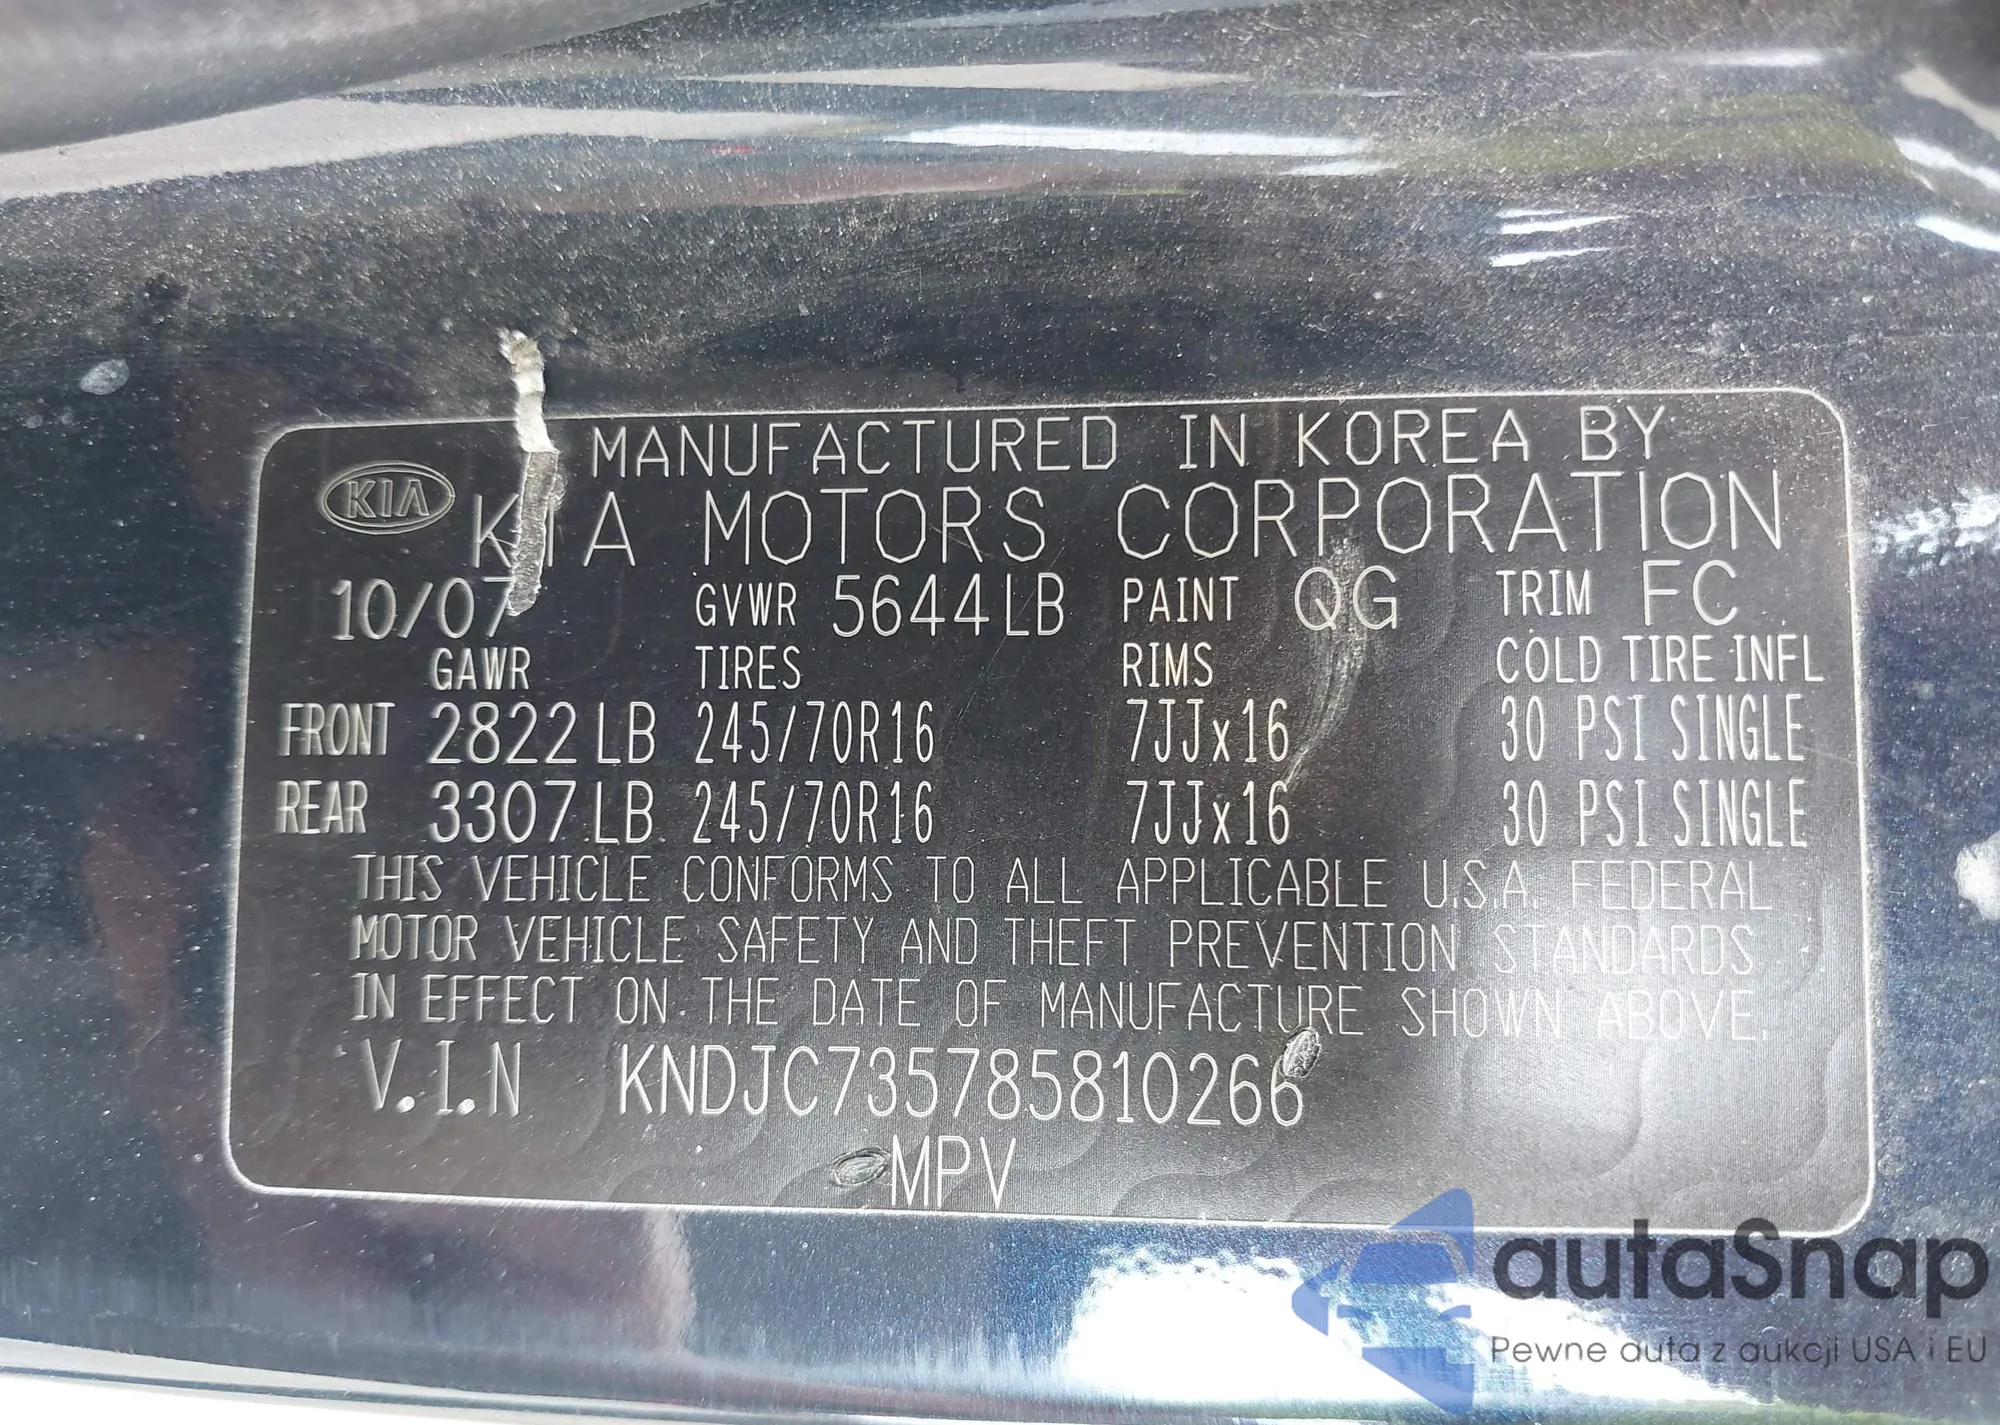 MANUFACTURED IN KOREA BY
KIA KIA MOTORS CORPORATION
10/07 GVWR 5644LB PAINT QG TRIM FC
GAWR TIRES RIMS COLD TIRE INFL
FRONT 2822LB 245/70R16 7JJx16 30 PSI SINGLE
REAR 3307LB 245/70R16 7JJx16 30 PSI SINGLE
THIS VEHICLE CONFORMS TO ALL APPLICABLE U.S.A. FEDERAL
MOTOR VEHICLE SAFETY AND THEFT PREVENTION STANDARDS
IN EFFECT ON THE DATE OF MANUFACTURE SHOWN ABOVE.
V.I.N KNDJC735785810266
MPV
autaSnap
Pewne auta z aukcji USA i EU